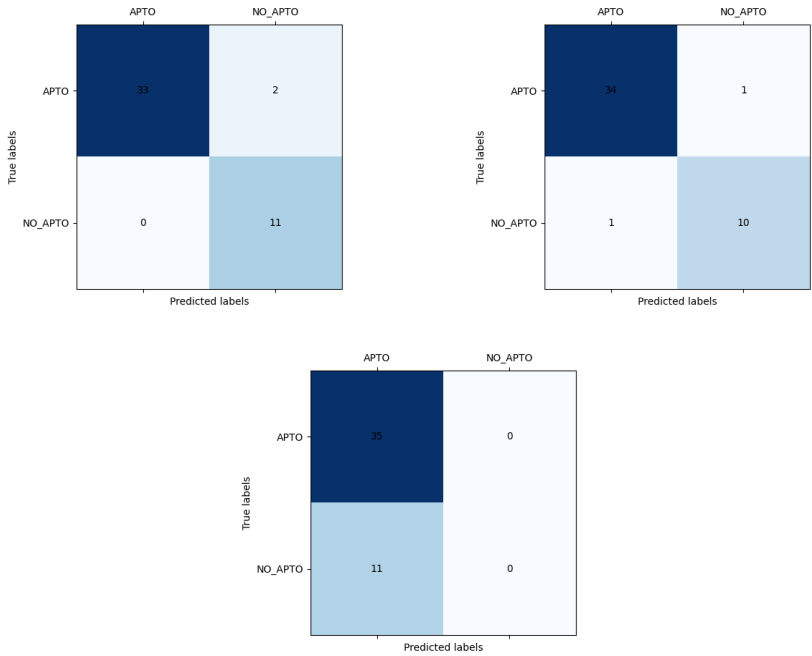 APTO NO_APTO
APTO 33 2
True labels
NO_APTO 0 11
Predicted labels
APTO NO_APTO
APTO 34 1
True labels
NO_APTO 1 10
Predicted labels
APTO NO_APTO
APTO 35 0
True labels
NO_APTO 11 0
Predicted labels